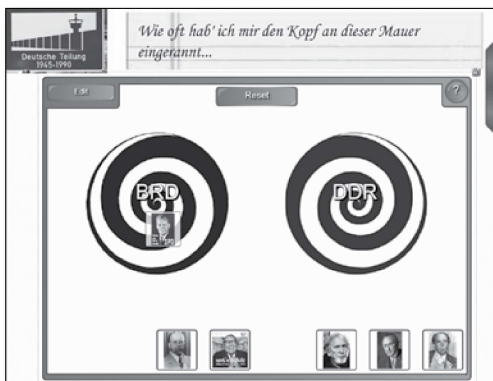 Wie oft hab' ich mir den Kopf an dieser Mauer
eingerannt...
Deutsche Teilung
1945-1990
Edit
Reset
?
BRD
DDR